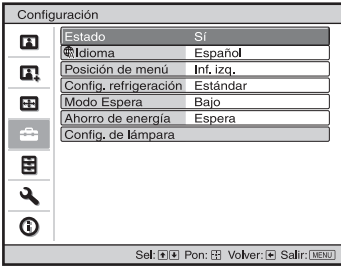 Configuración
Estado Sí
Idioma Español
Posición de menú Inf. izq.
Config. refrigeración Estándar
Modo Espera Bajo
Ahorro de energía Espera
Config. de lámpara
Sel: Pon: Volver: Salir: MENU